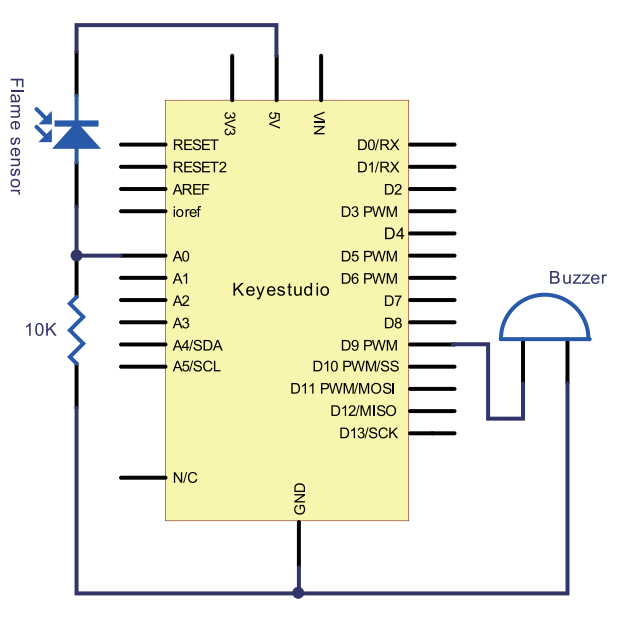 Flame sensor
3V3
5V
VIN
RESET
RESET2
AREF
ioref
A0
A1
A2
A3
A4/SDA
A5/SCL
N/C
Keyestudio
D0/RX
D1/RX
D2
D3 PWM
D4
D5 PWM
D6 PWM
D7
D8
D9 PWM
D10 PWM/SS
D11 PWM/MOSI
D12/MISO
D13/SCK
GND
10K
Buzzer